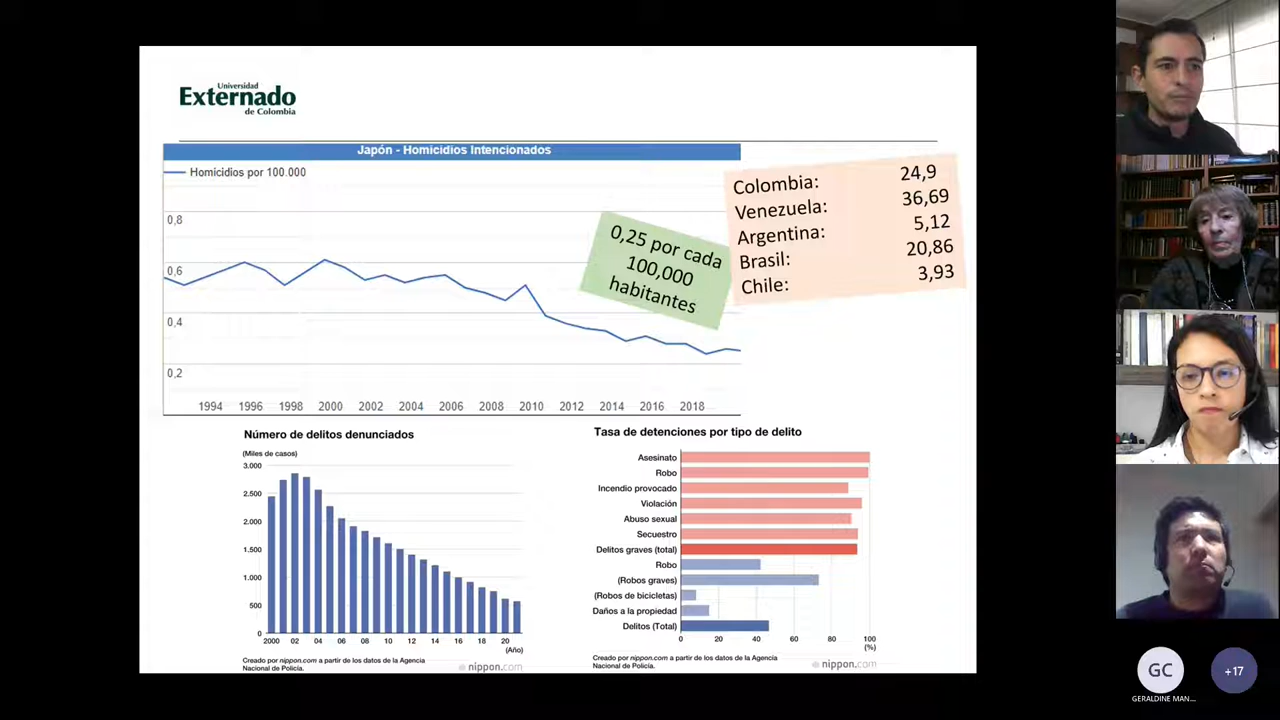 Universidad
Externado
de Colombia
Japón - Homicidios Intencionados
Homicidios por 100.000
0,8
0,6
0,4
0,2
1994 1996 1998 2000 2002 2004 2006 2008 2010 2012 2014 2016 2018
0,25 por cada
100,000
habitantes
Colombia: 24,9
Venezuela: 36,69
Argentina: 5,12
Brasil: 20,86
Chile: 3,93
Número de delitos denunciados
(Miles de casos)
3.000
2.500
2.000
1.500
1.000
500
0
2000 02 04 06 08 10 12 14 16 18 20
(Año)
Creado por nippon.com a partir de los datos de la Agencia
Nacional de Policía.
nippon.com
Tasa de detenciones por tipo de delito
Asesinato
Robo
Incendio provocado
Violación
Abuso sexual
Secuestro
Delitos graves (total)
Robo
(Robos graves)
(Robos de bicicletas)
Daños a la propiedad
Delitos (Total)
0 20 40 60 80 100
(%)
Creado por nippon.com a partir de los datos de la Agencia
Nacional de Policía.
nippon.com
GC
GERALDINE MAN...
+17